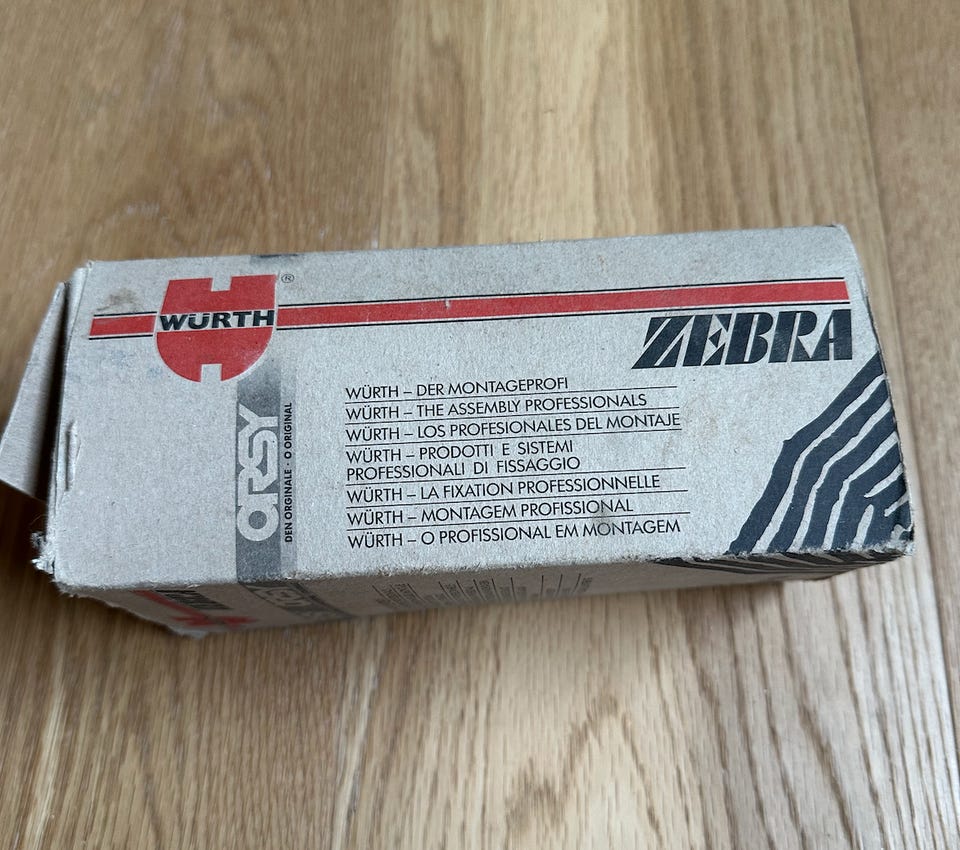 WÜRTH®
ZEBRA
WÜRTH – DER MONTAGEPROFI
WÜRTH – THE ASSEMBLY PROFESSIONALS
WÜRTH – LOS PROFESIONALES DEL MONTAJE
WÜRTH – PRODOTTI E SISTEMI
PROFESSIONALI DI FISSAGGIO
WÜRTH – LA FIXATION PROFESSIONNELLE
WÜRTH – MONTAGEM PROFISSIONAL
WÜRTH – O PROFISSIONAL EM MONTAGEM
ORSY
DEN ORGINALE · O ORIGINAL